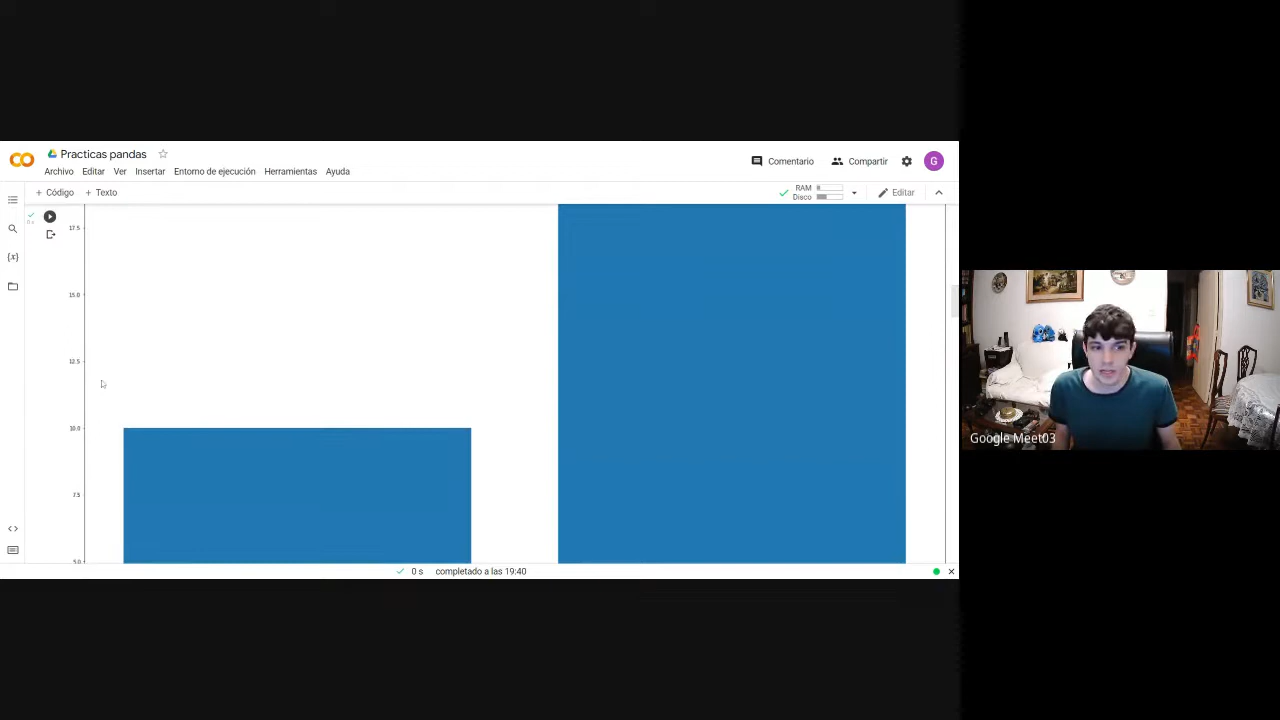 Practicas pandas
Comentario
Compartir
G
Archivo Editar Ver Insertar Entorno de ejecución Herramientas Ayuda
+ Código + Texto
RAM
Disco
Editar
{x}
17.5
15.0
12.5
10.0
7.5
5.0
0 s completado a las 19:40
Google Meet03